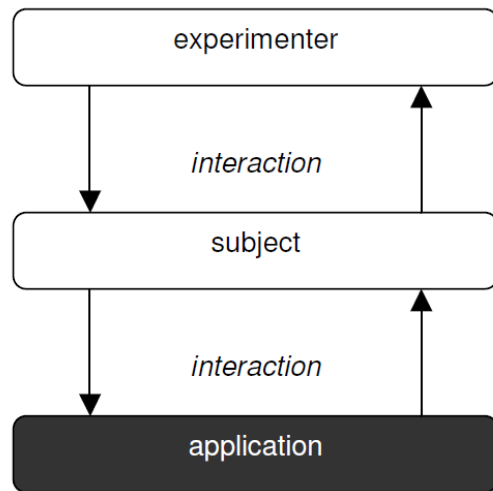 experimenter
interaction
subject
interaction
application